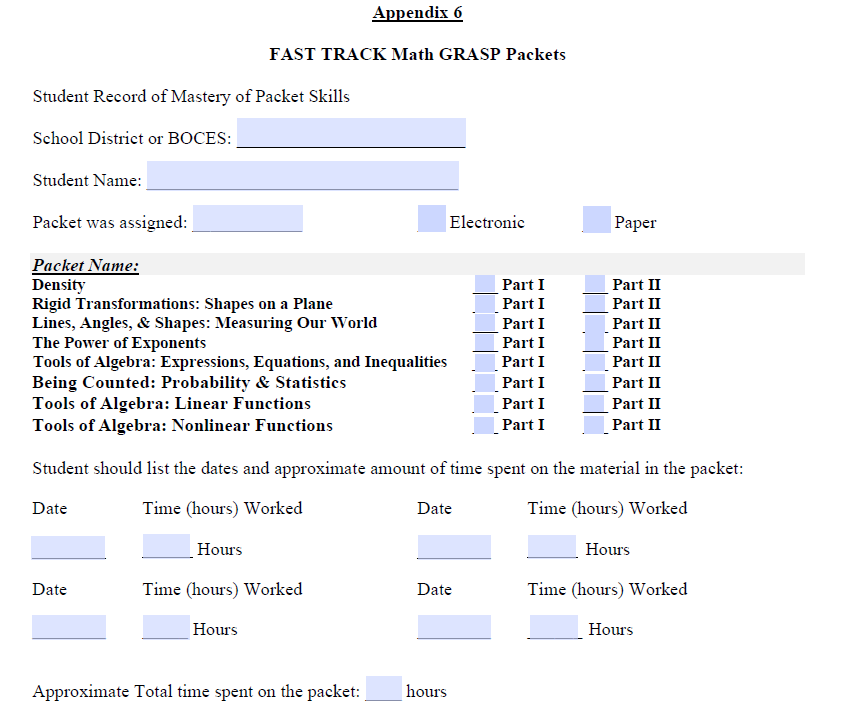 Appendix 6
FAST TRACK Math GRASP Packets
Student Record of Mastery of Packet Skills
School District or BOCES:
Student Name:
Packet was assigned: Electronic Paper
Packet Name:
Density Part I Part II
Rigid Transformations: Shapes on a Plane Part I Part II
Lines, Angles, & Shapes: Measuring Our World Part I Part II
The Power of Exponents Part I Part II
Tools of Algebra: Expressions, Equations, and Inequalities Part I Part II
Being Counted: Probability & Statistics Part I Part II
Tools of Algebra: Linear Functions Part I Part II
Tools of Algebra: Nonlinear Functions Part I Part II
Student should list the dates and approximate amount of time spent on the material in the packet:
Date Time (hours) Worked Date Time (hours) Worked
Hours Hours
Date Time (hours) Worked Date Time (hours) Worked
Hours Hours
Approximate Total time spent on the packet: hours